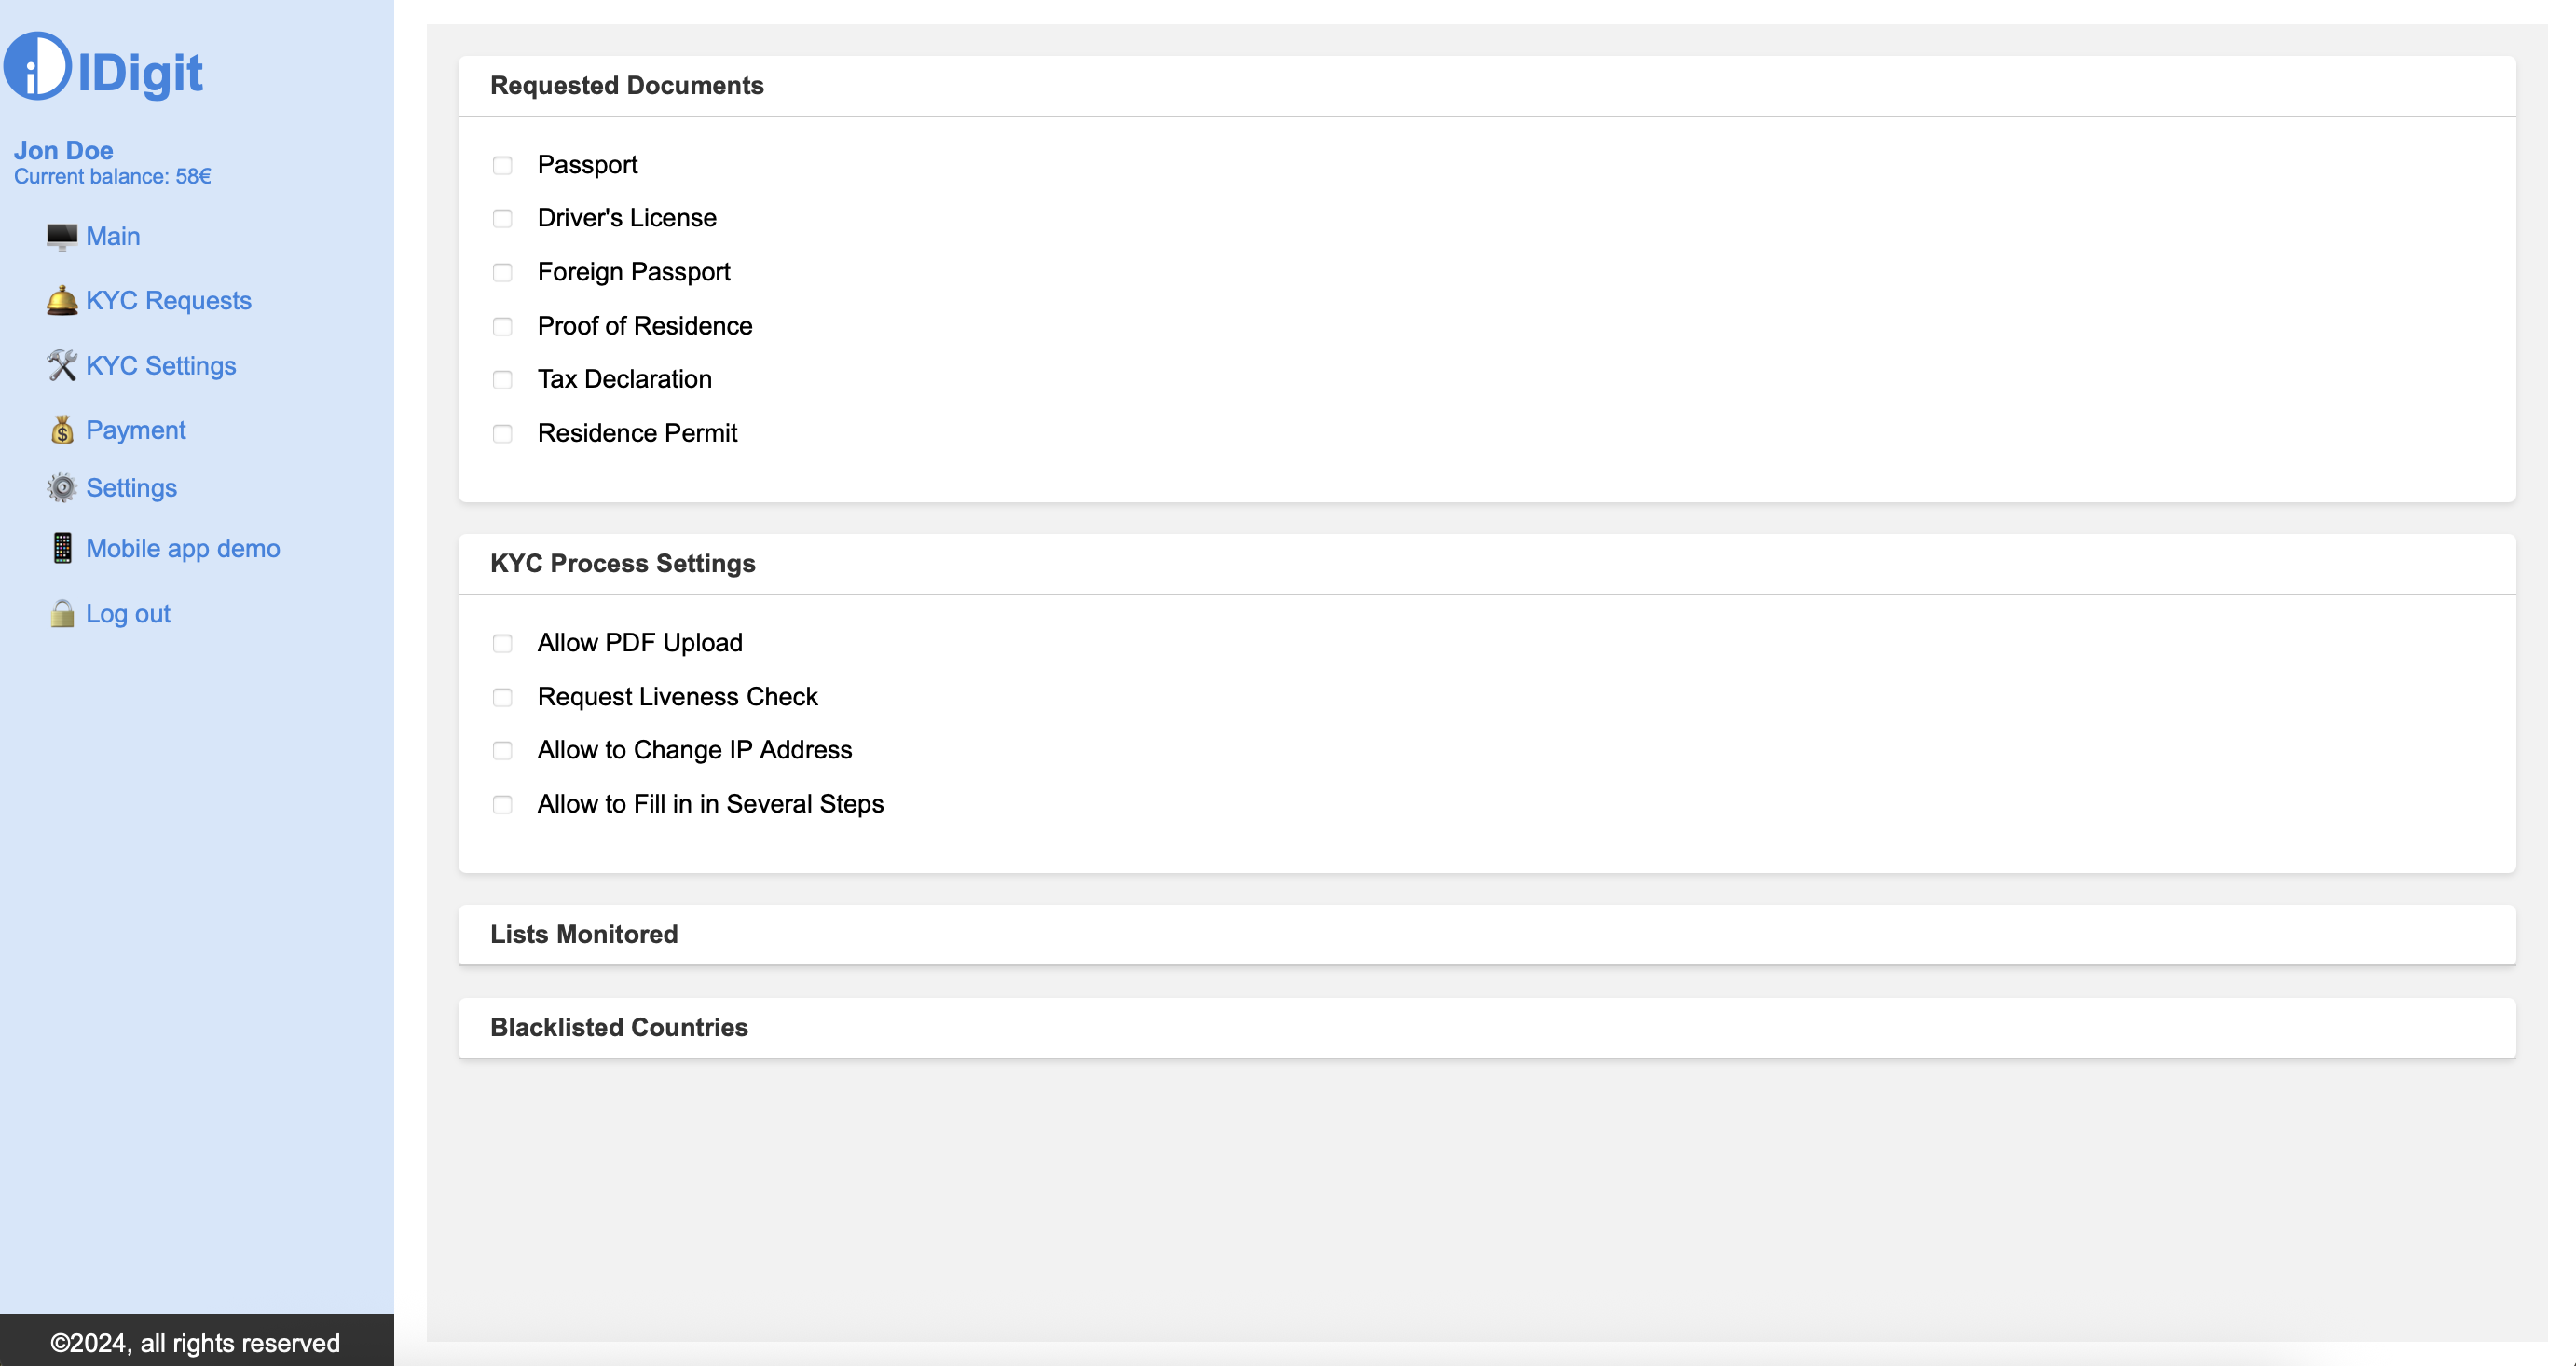 IDigit
Jon Doe
Current balance: 58€
Main
KYC Requests
KYC Settings
Payment
Settings
Mobile app demo
Log out
©2024, all rights reserved
Requested Documents
Passport
Driver's License
Foreign Passport
Proof of Residence
Tax Declaration
Residence Permit
KYC Process Settings
Allow PDF Upload
Request Liveness Check
Allow to Change IP Address
Allow to Fill in in Several Steps
Lists Monitored
Blacklisted Countries